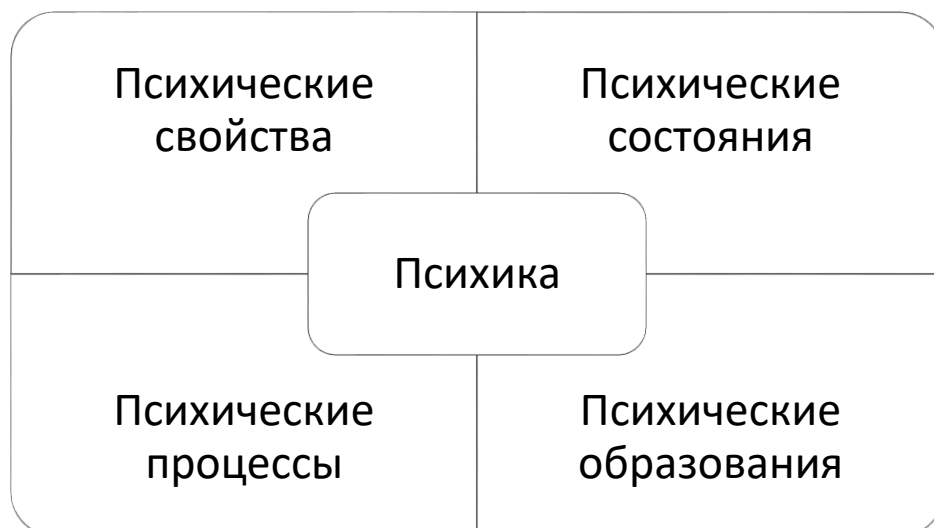 Психические
свойства
Психические
состояния
Психика
Психические
процессы
Психические
образования